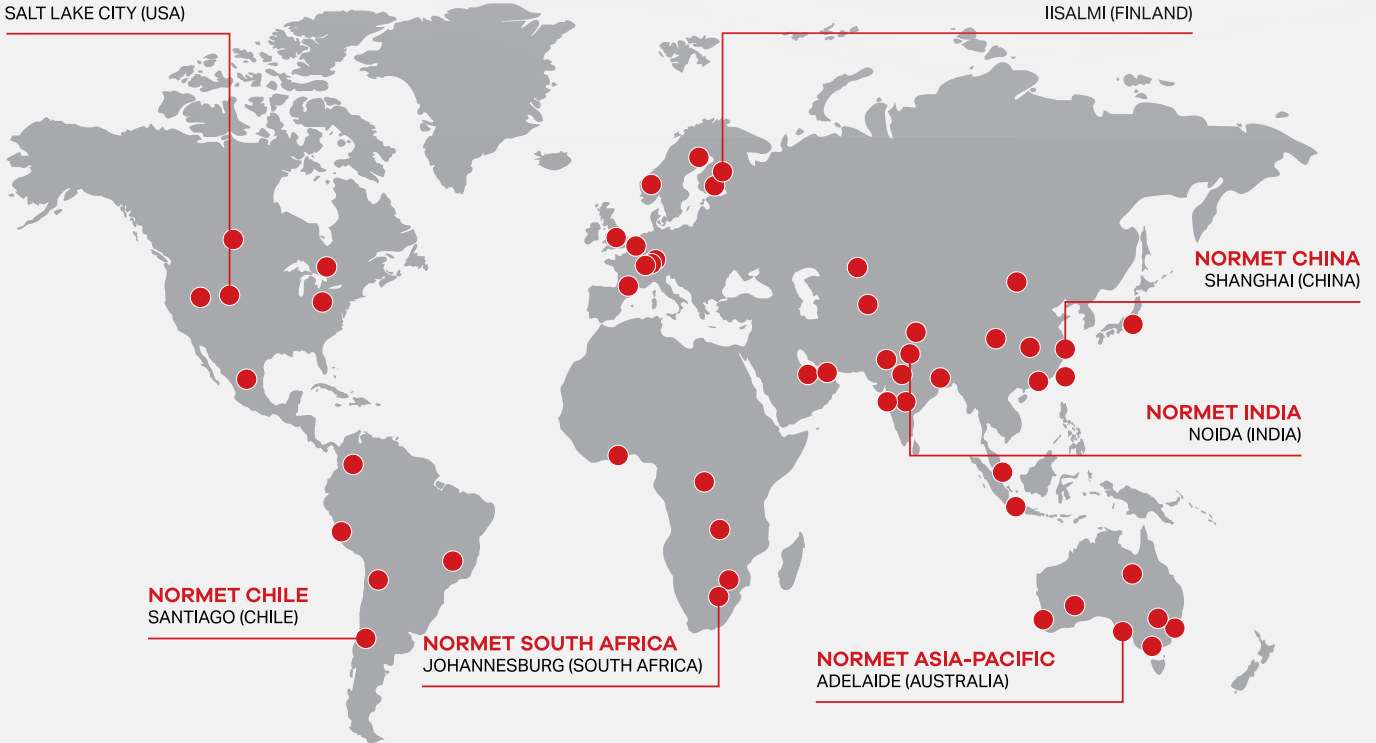 SALT LAKE CITY (USA)
IISALMI (FINLAND)
NORMET CHINA
SHANGHAI (CHINA)
NORMET INDIA
NOIDA (INDIA)
NORMET CHILE
SANTIAGO (CHILE)
NORMET SOUTH AFRICA
JOHANNESBURG (SOUTH AFRICA)
NORMET ASIA-PACIFIC
ADELAIDE (AUSTRALIA)